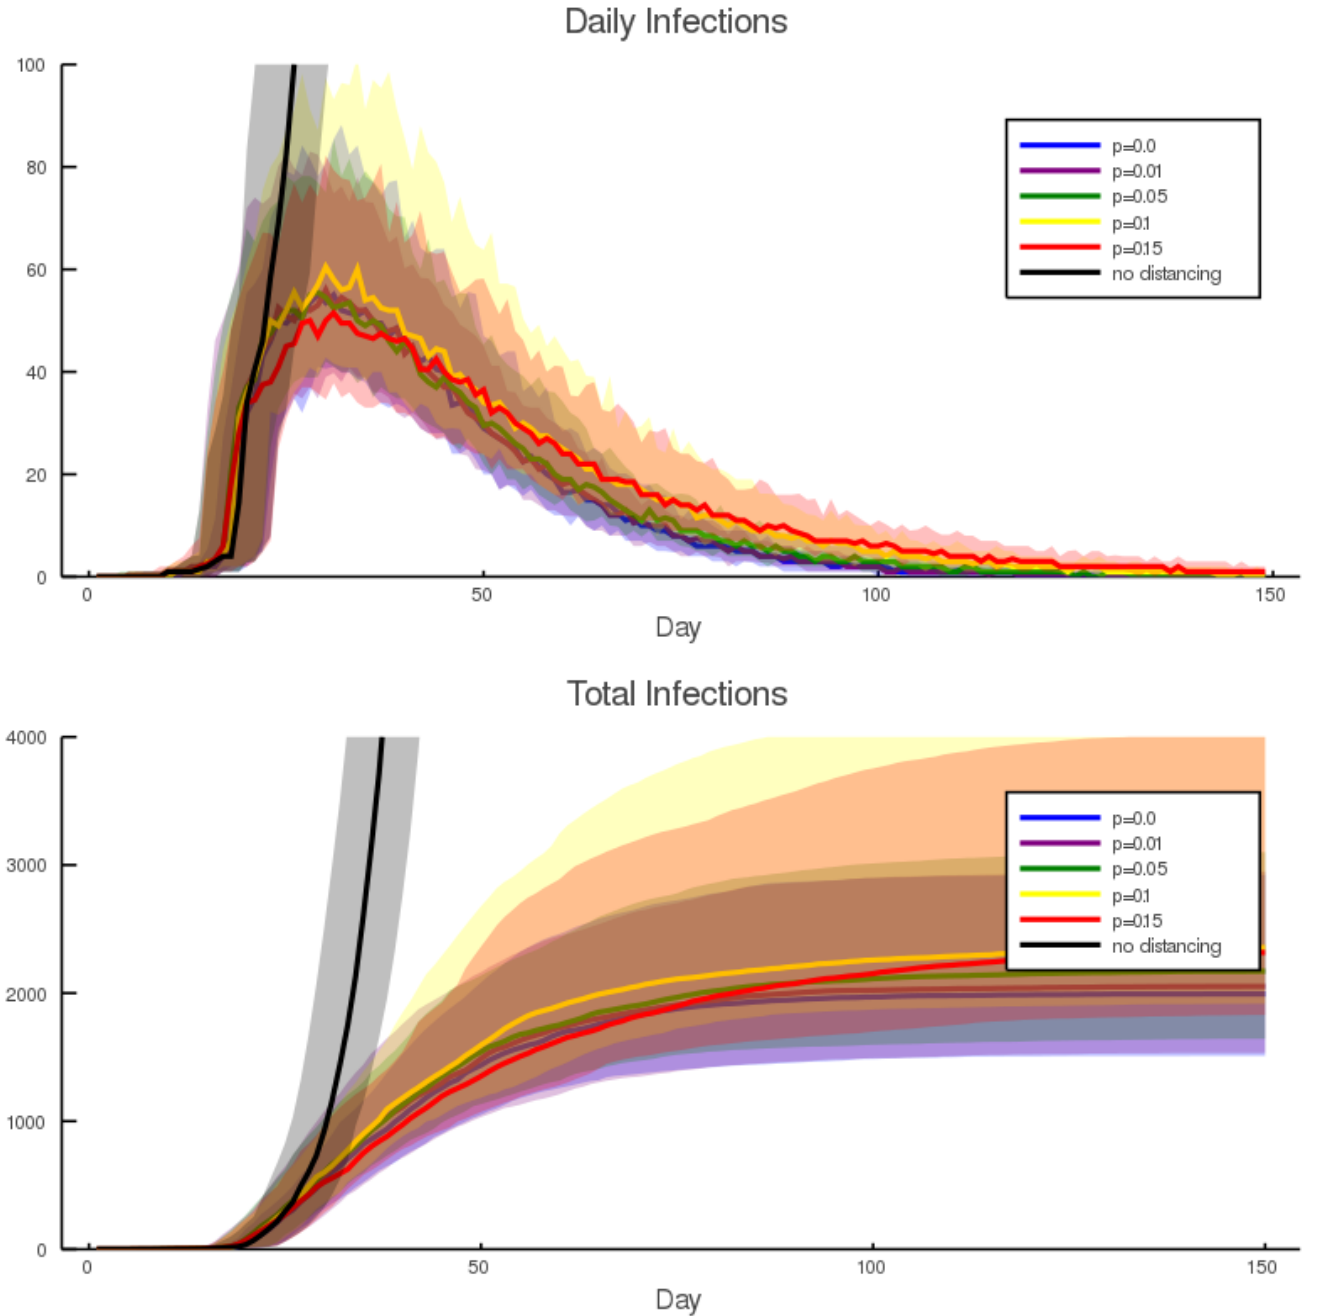 Daily Infections
100
80
60
40
20
0
p=0.0
p=0.01
p=0.05
p=0.1
p=0.15
no distancing
0 50 100 150
Day
Total Infections
4000
3000
2000
1000
0
p=0.0
p=0.01
p=0.05
p=0.1
p=0.15
no distancing
0 50 100 150
Day